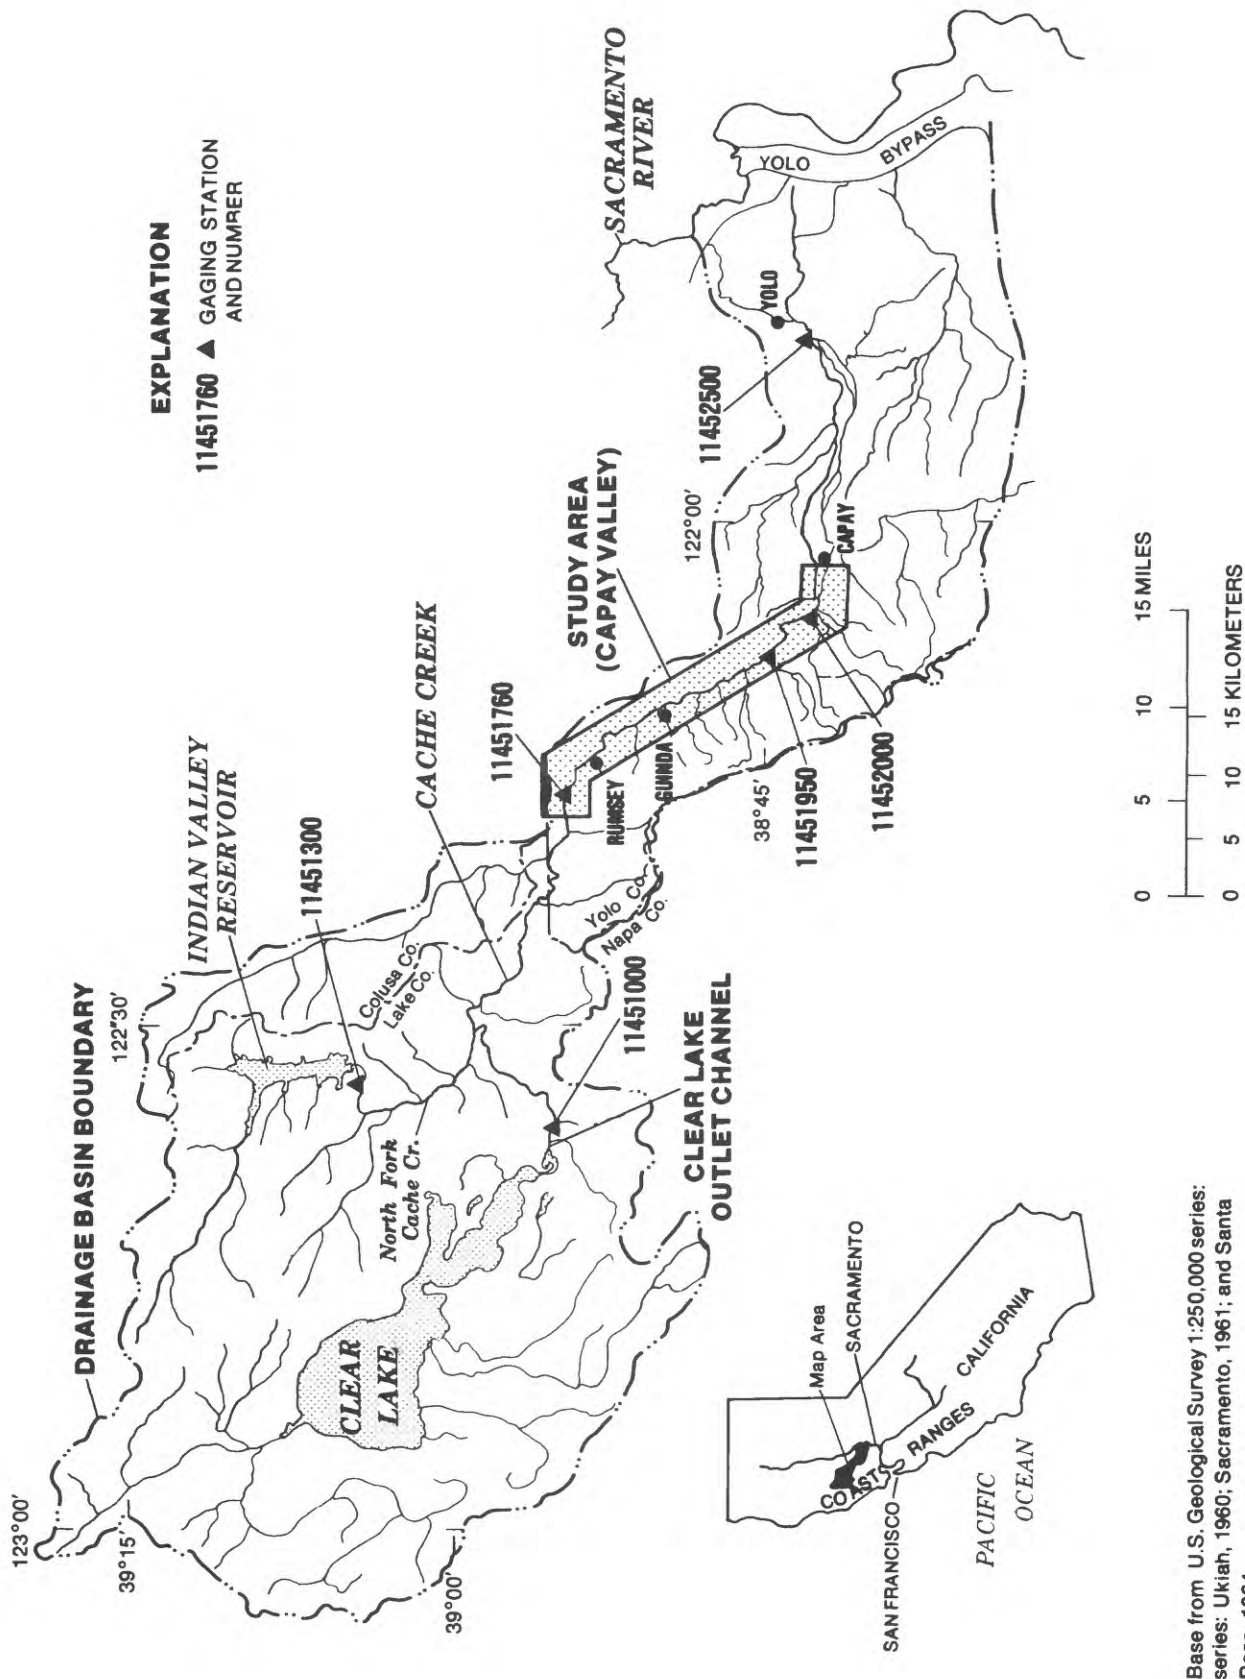 EXPLANATION
11451760 ▲ GAGING STATION
AND NUMBER
SACRAMENTO
RIVER
YOLO
BYPASS
YOLO
11452500
STUDY AREA
(CAPAY VALLEY)
122°00'
CAPAY
CACHE CREEK
11451760
RUMSEY
GUINDA
38°45'
11451950
11452000
INDIAN VALLEY
RESERVOIR
11451300
DRAINAGE BASIN BOUNDARY
122°30'
Colusa Co.
Lake Co.
Yolo Co.
Napa Co.
11451000
CLEAR LAKE
OUTLET CHANNEL
North Fork
Cache Cr.
CLEAR
LAKE
123°00'
39°15'
39°00'
0 5 10 15 MILES
0 5 10 15 KILOMETERS
Map Area
SACRAMENTO
CALIFORNIA
COASTS
RANGES
SAN FRANCISCO
PACIFIC
OCEAN
Base from U.S. Geological Survey 1:250,000 series:
series: Ukiah, 1960; Sacramento, 1961; and Santa